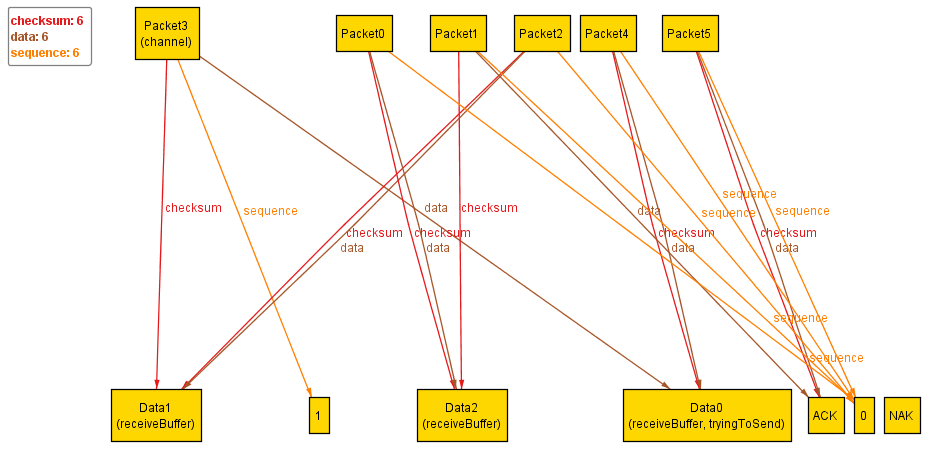 checksum: 6
data: 6
sequence: 6
Packet3
(channel)
Packet0
Packet1
Packet2
Packet4
Packet5
sequence
checksum
sequence
data
checksum
data
sequence
sequence
checksum
data
checksum
data
checksum
data
checksum
data
sequence
sequence
Data1
(receiveBuffer)
1
Data2
(receiveBuffer)
Data0
(receiveBuffer, tryingToSend)
ACK
0
NAK